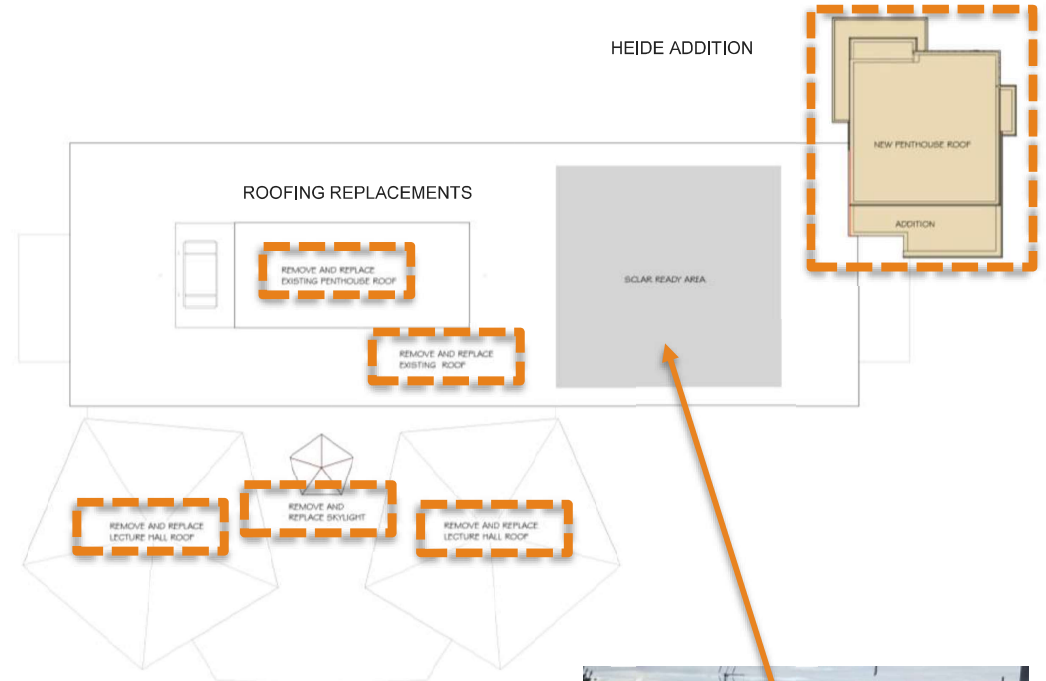 HEIDE ADDITION
NEW PENTHOUSE ROOF
ADDITION
ROOFING REPLACEMENTS
REMOVE AND REPLACE
EXISTING PENTHOUSE ROOF
SOLAR READY AREA
REMOVE AND REPLACE
EXISTING ROOF
REMOVE AND REPLACE
LECTURE HALL ROOF
REMOVE AND
REPLACE SKYLIGHT
REMOVE AND REPLACE
LECTURE HALL ROOF